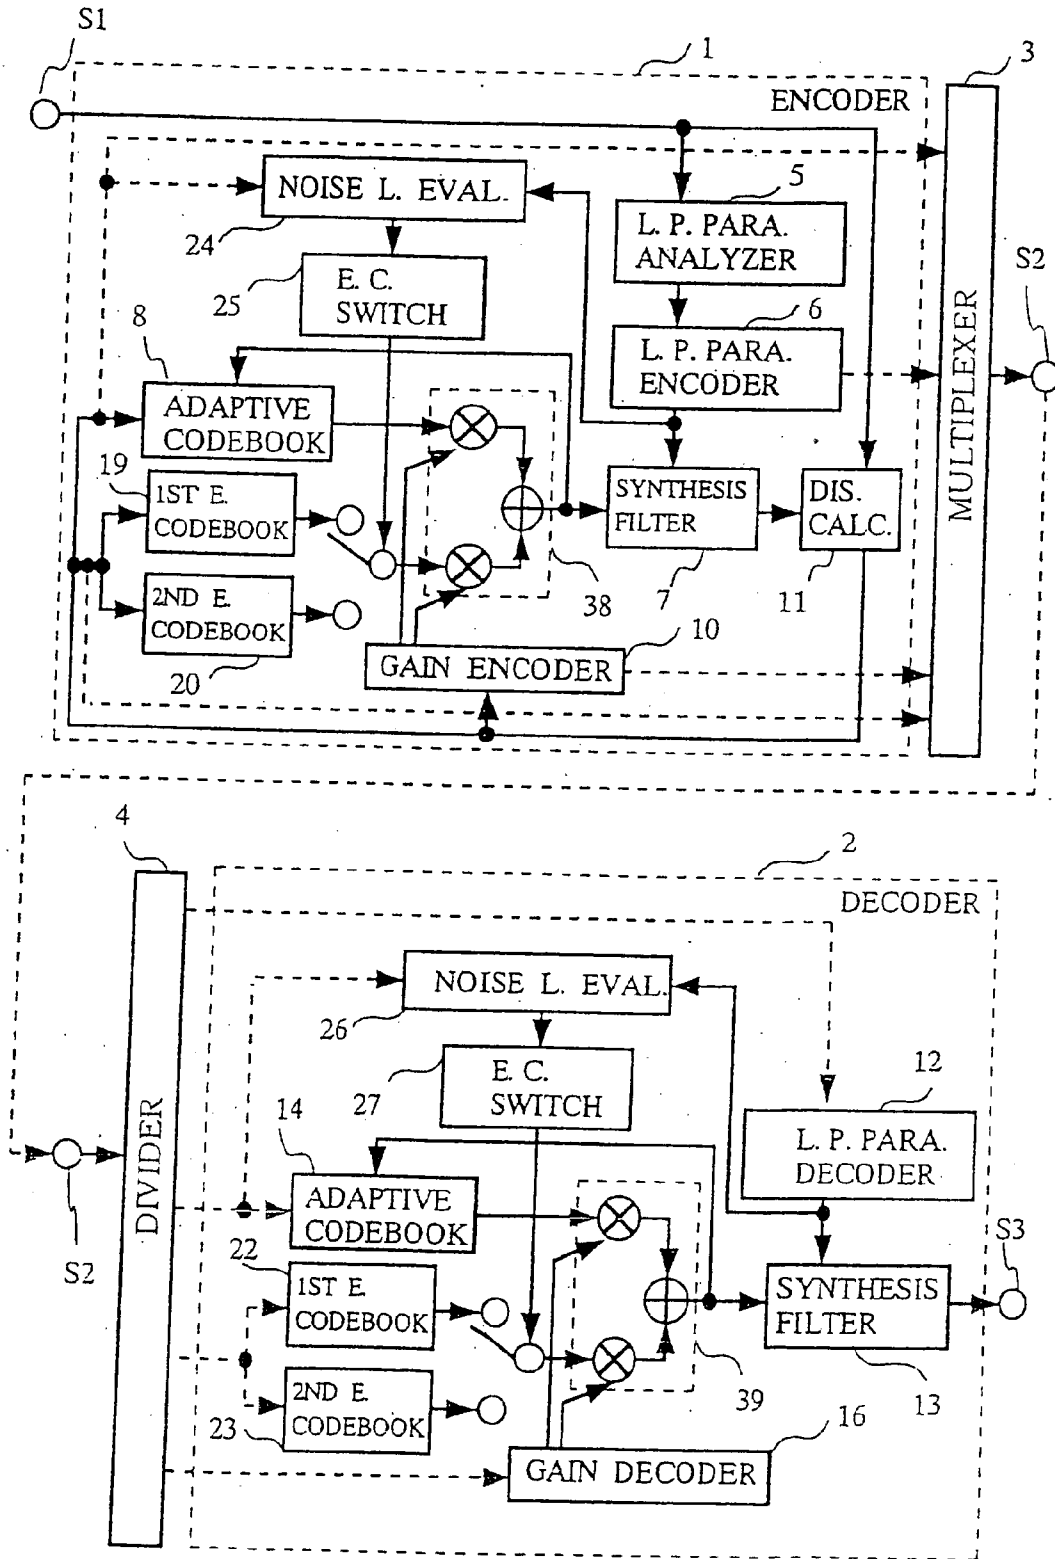 S1
1
3
ENCODER
NOISE L. EVAL.
24
5
L. P. PARA.
ANALYZER
S2
E. C.
SWITCH
25
6
8
L. P. PARA.
ENCODER
MULTIPLEXER
ADAPTIVE
CODEBOOK
19
1ST E.
CODEBOOK
SYNTHESIS
FILTER
DIS.
CALC.
2ND E.
CODEBOOK
38
7
11
10
GAIN ENCODER
20
4
2
DECODER
NOISE L. EVAL.
26
E. C.
SWITCH
27
12
14
L. P. PARA.
DECODER
DIVIDER
ADAPTIVE
CODEBOOK
S2
22
S3
1ST E.
CODEBOOK
SYNTHESIS
FILTER
2ND E.
CODEBOOK
39
13
23
16
GAIN DECODER